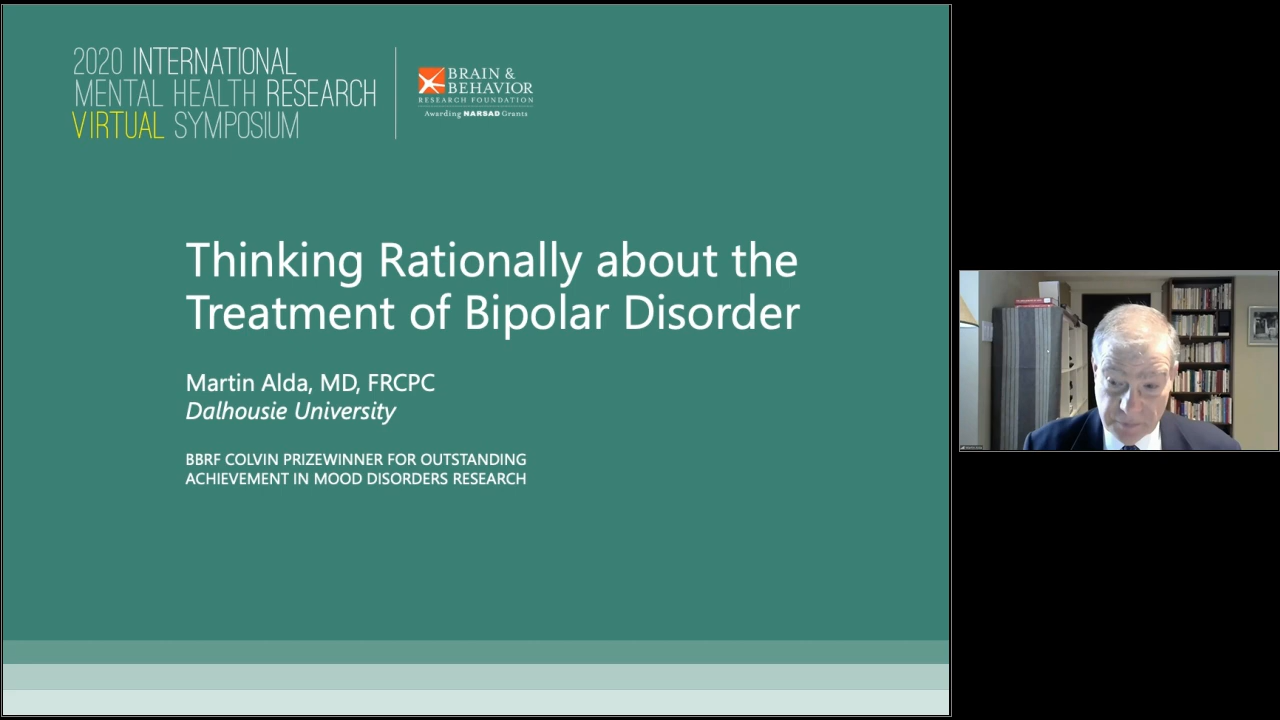 2020 INTERNATIONAL
MENTAL HEALTH RESEARCH
VIRTUAL SYMPOSIUM
BRAIN &
BEHAVIOR
RESEARCH FOUNDATION
Awarding NARSAD Grants
Thinking Rationally about the
Treatment of Bipolar Disorder
Martin Alda, MD, FRCPC
Dalhousie University
BBRF COLVIN PRIZEWINNER FOR OUTSTANDING
ACHIEVEMENT IN MOOD DISORDERS RESEARCH